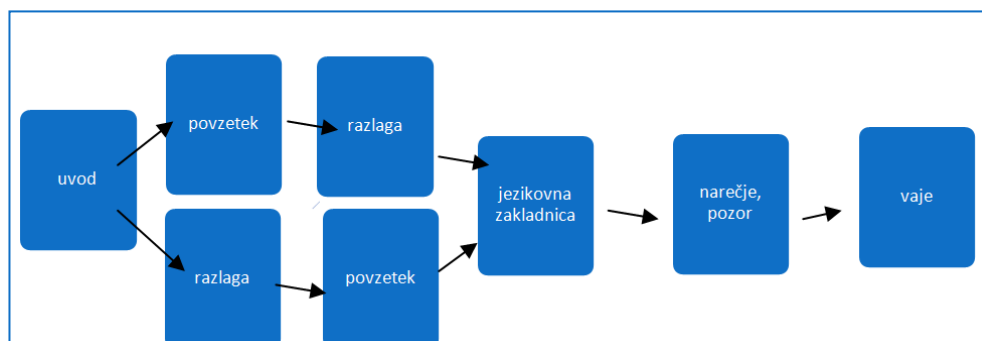 uvod
povzetek
razlaga
razlaga
povzetek
jezikovna
zakladnica
narečje,
pozor
vaje